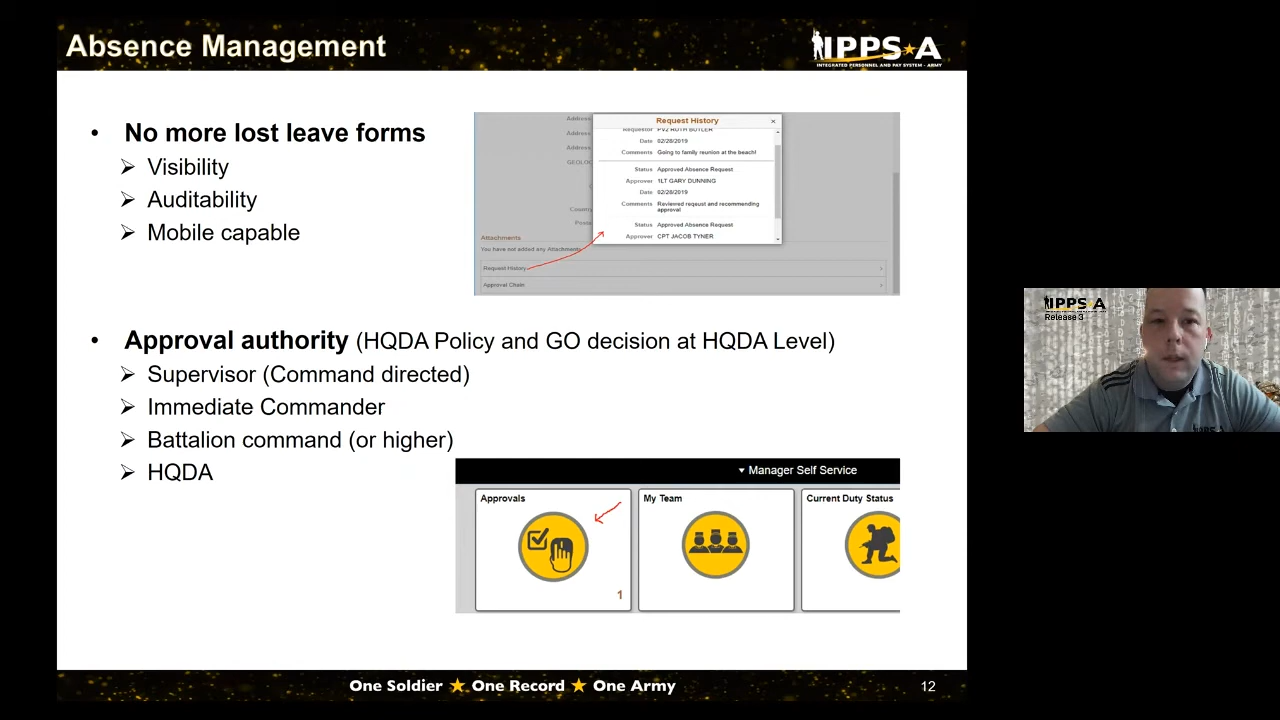 Absence Management
IPPS★A
INTEGRATED PERSONNEL AND PAY SYSTEM - ARMY
• No more lost leave forms
➢ Visibility
➢ Auditability
➢ Mobile capable
Address
Address
Address
GEOLOC
County
Posta
Attachments
You have not added any Attachments
Request History
Approval Chain
Request History
×
Requestor PV2 RUTH BUTLER
Date 02/28/2019
Comments Going to family reunion at the beach!
Status Approved Absence Request
Approver 1LT GARY DUNNING
Date 02/28/2019
Comments Reviewed reqeust and recommending
approval
Status Approved Absence Request
Approver CPT JACOB TYNER
• Approval authority (HQDA Policy and GO decision at HQDA Level)
➢ Supervisor (Command directed)
➢ Immediate Commander
➢ Battalion command (or higher)
➢ HQDA
Manager Self Service
Approvals
1
My Team
Current Duty Status
One Soldier ★ One Record ★ One Army
12
IPPS★A
Release 3